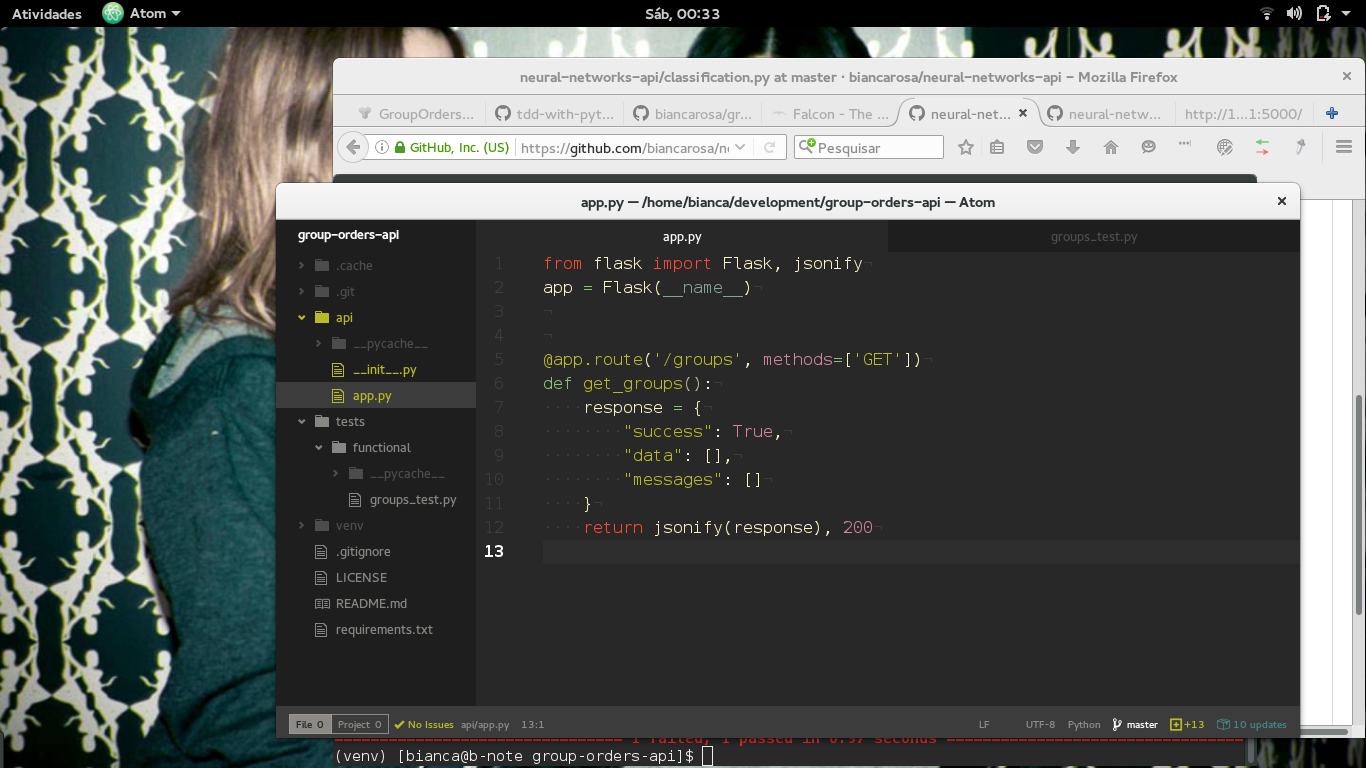 Atividades Atom Sáb, 00:33
neural-networks-api/classification.py at master · biancarosa/neural-networks-api – Mozilla Firefox
GroupOrders... tdd-with-pyt... biancarosa/gr... Falcon - The ... neural-net... neural-netw... http://1...1:5000/
GitHub, Inc. (US) https://github.com/biancarosa/ne Pesquisar
app.py — /home/bianca/development/group-orders-api — Atom
group-orders-api
.cache
.git
api
__pycache__
__init__.py
app.py
tests
functional
__pycache__
groups_test.py
venv
.gitignore
LICENSE
README.md
requirements.txt
app.py groups_test.py
1 from flask import Flask, jsonify¬
2 app = Flask(__name__)¬
3 ¬
4 ¬
5 @app.route('/groups', methods=['GET'])¬
6 def get_groups():¬
7 ····response = {¬
8 ········"success": True,¬
9 ········"data": [],¬
10 ········"messages": []¬
11 ····}¬
12 ····return jsonify(response), 200¬
13
File 0 Project 0 No Issues api/app.py 13:1 LF UTF-8 Python master +13 10 updates
1 failed, 1 passed in 0.57 seconds
(venv) [bianca@b-note group-orders-api]$